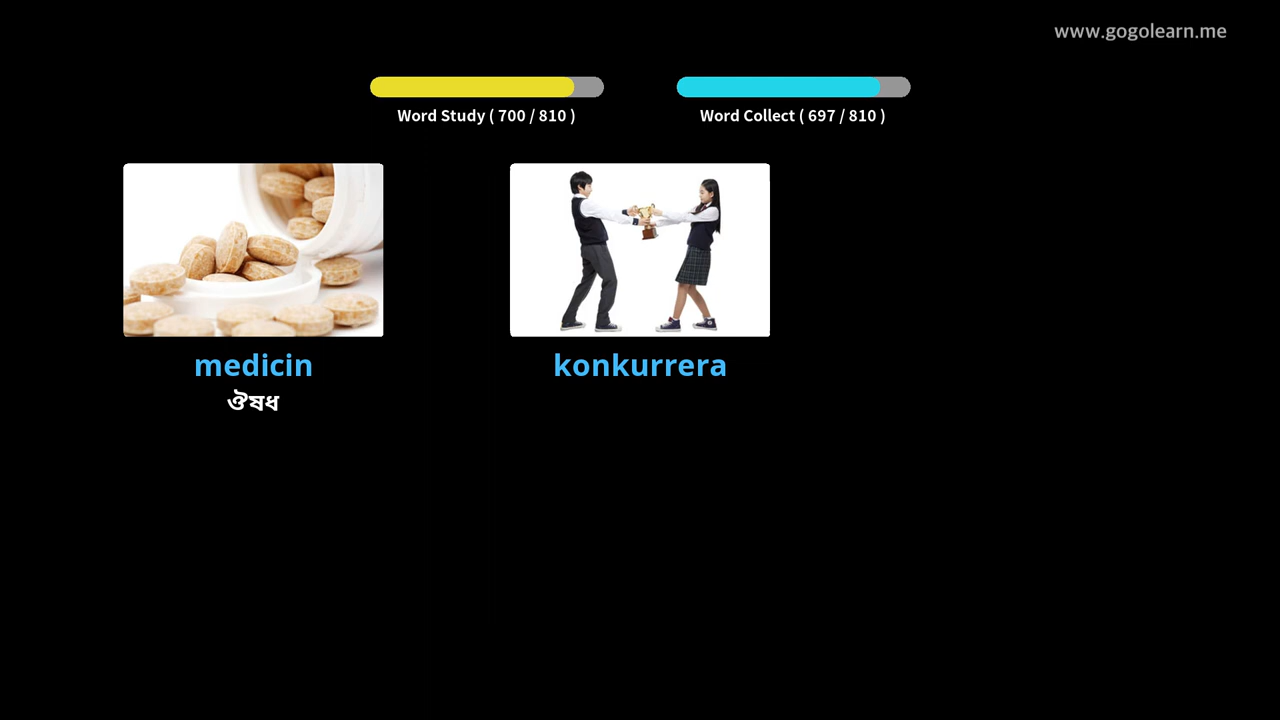 www.gogolearn.me
Word Study ( 700 / 810 )
Word Collect ( 697 / 810 )
medicin
ঔষধ
konkurrera